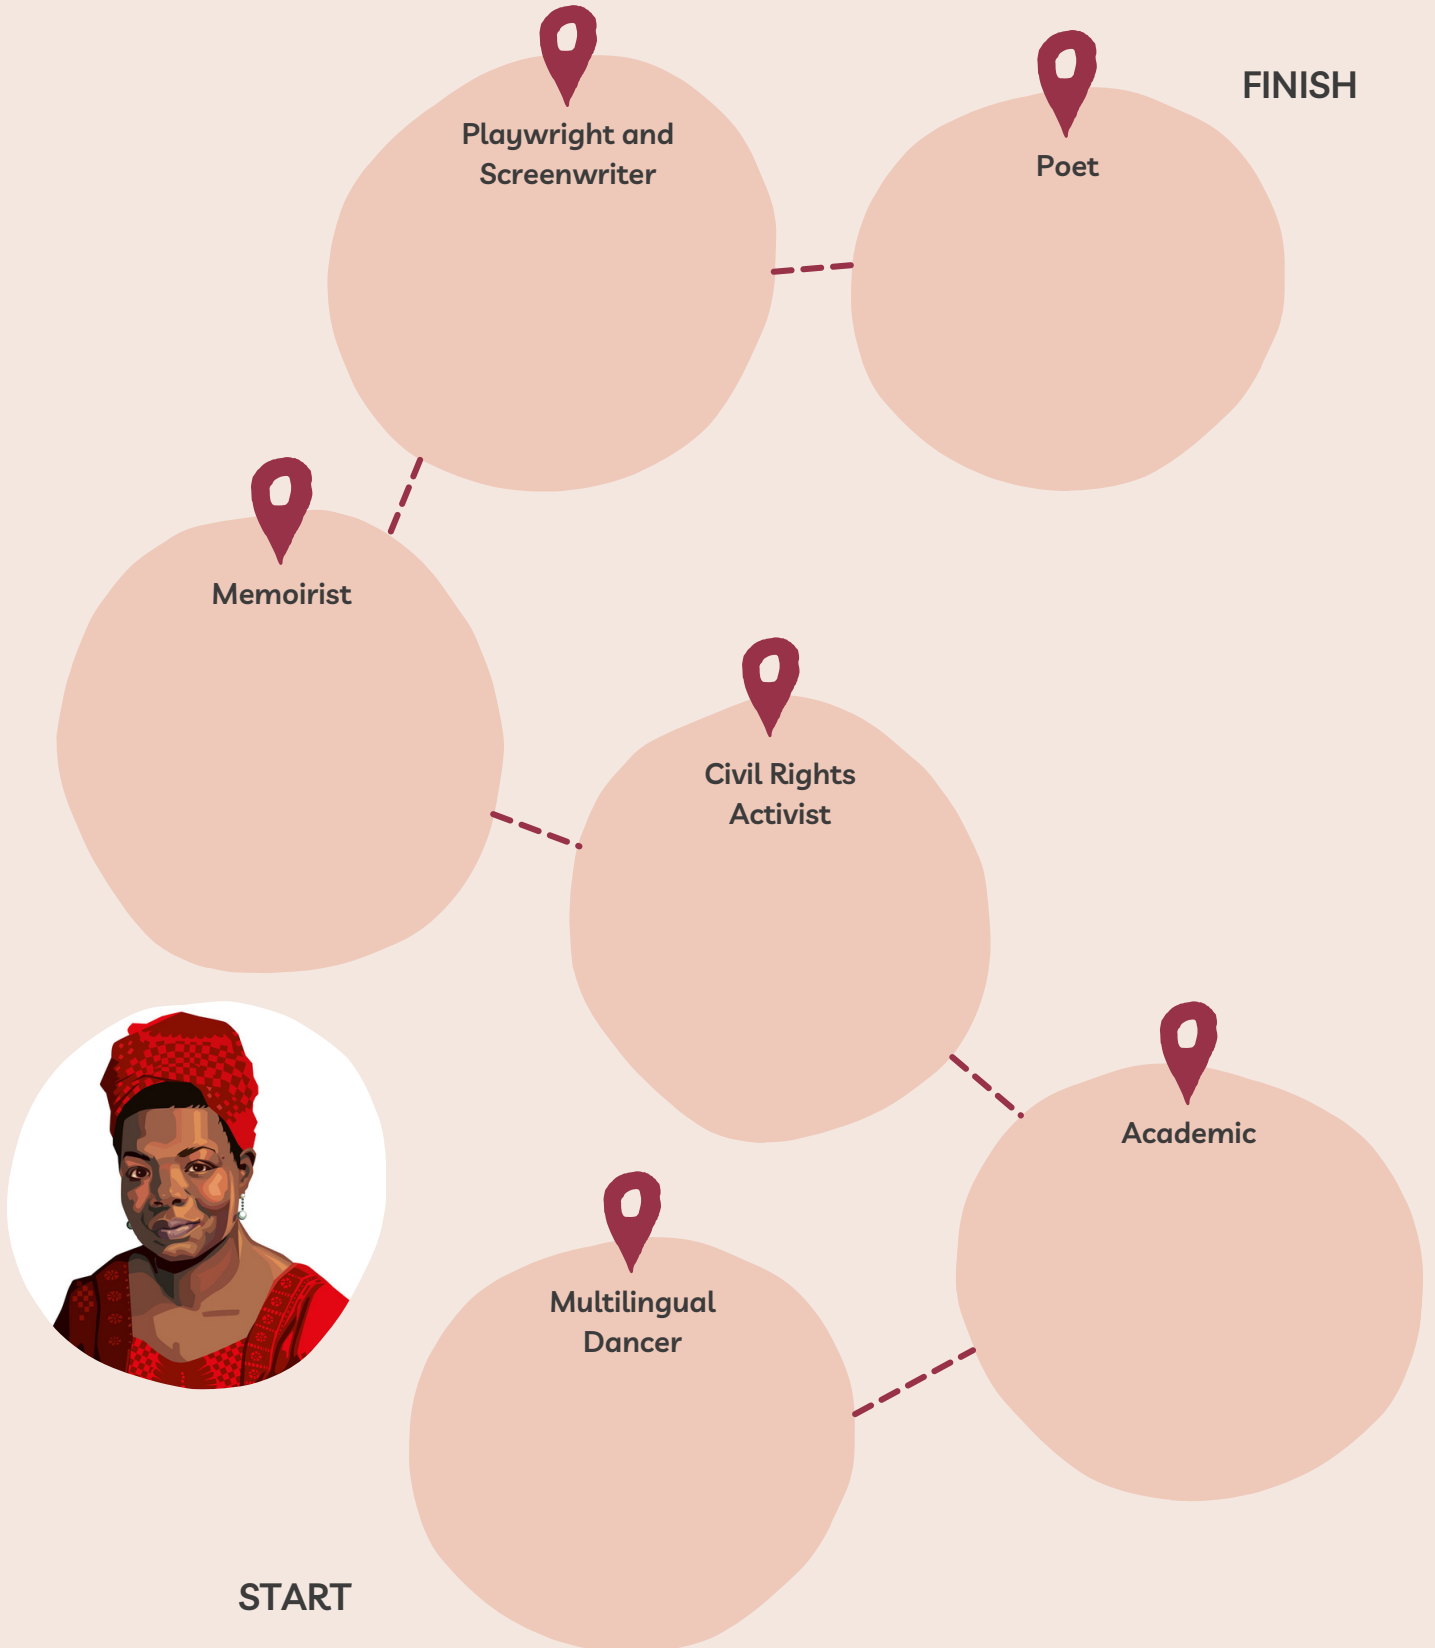 FINISH
Playwright and
Screenwriter
Poet
Memoirist
Civil Rights
Activist
Academic
Multilingual
Dancer
START